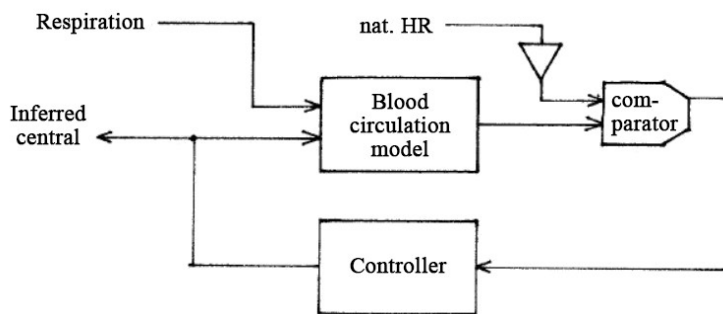 Respiration
nat. HR
Inferred
central
Blood
circulation
model
com-
parator
Controller